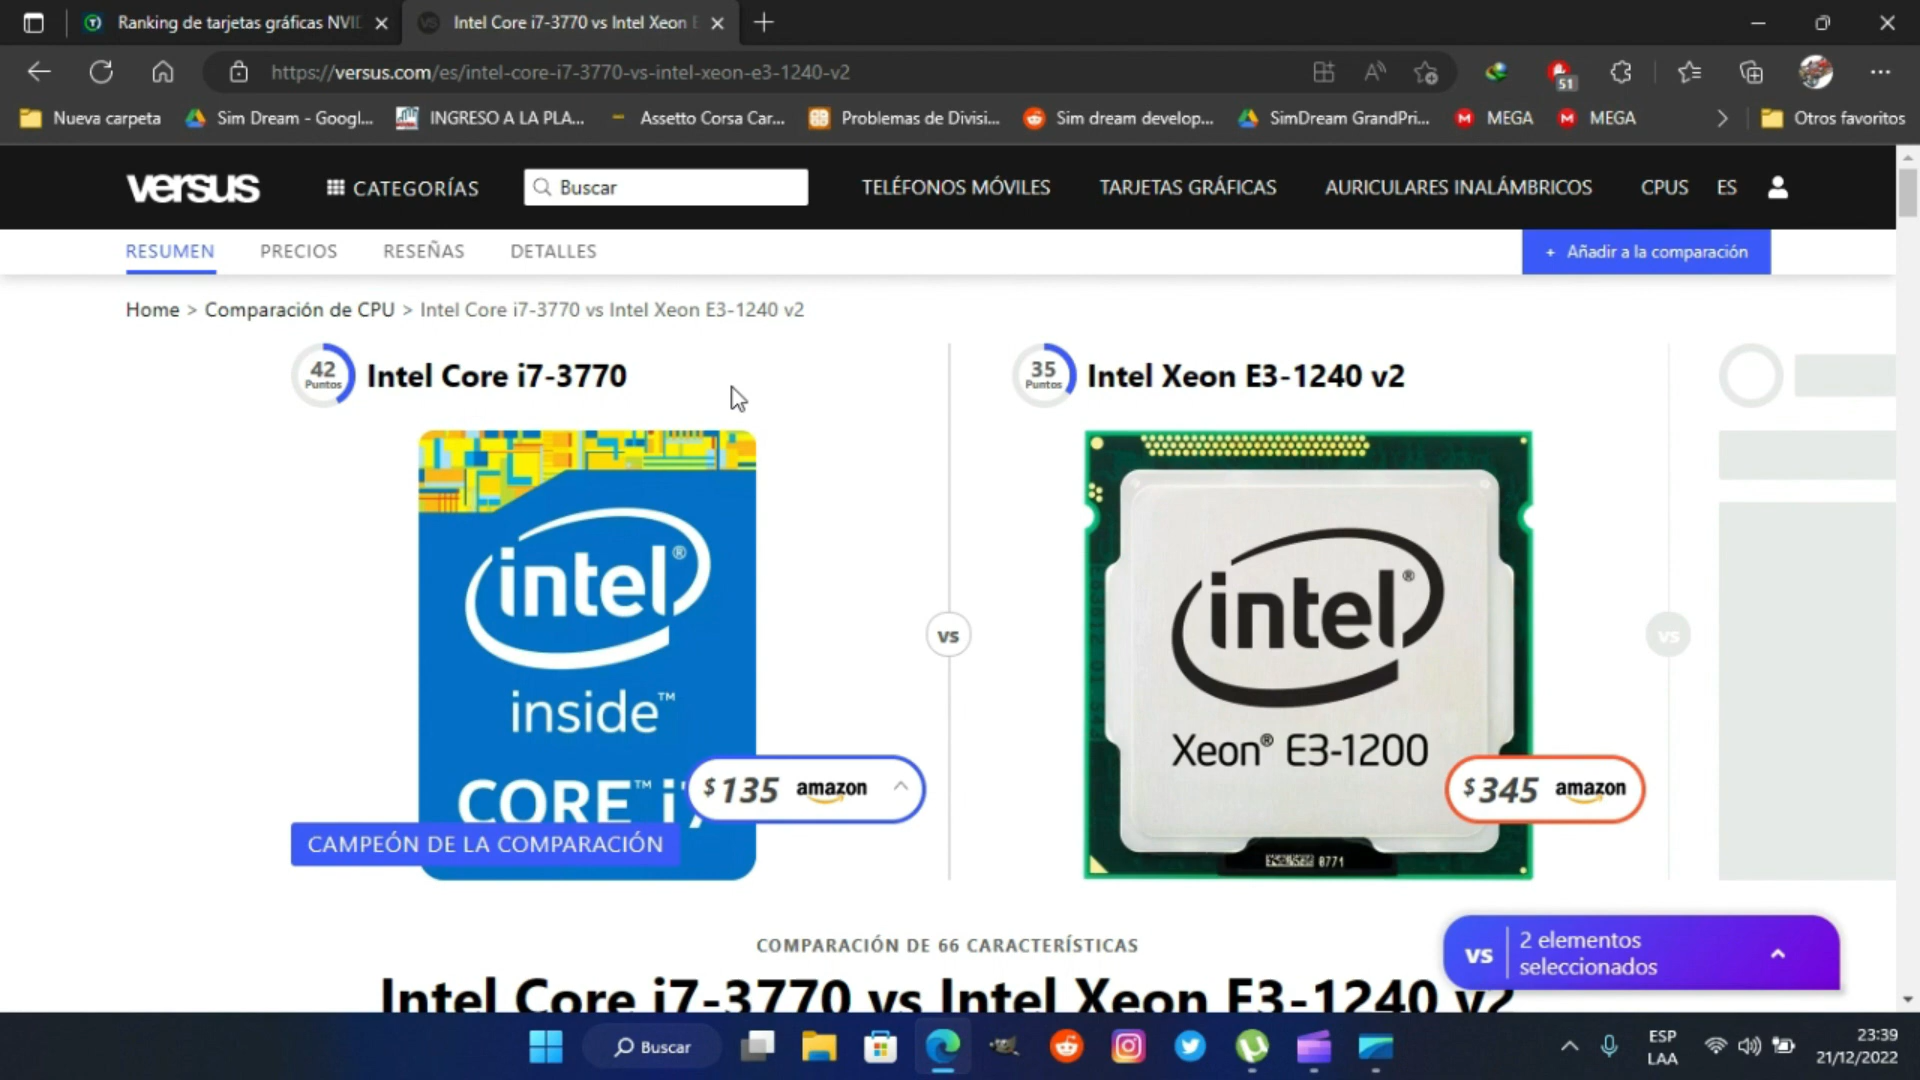 Ranking de tarjetas gráficas NVI
Intel Core i7-3770 vs Intel Xeon E
https://versus.com/es/intel-core-i7-3770-vs-intel-xeon-e3-1240-v2
51
Nueva carpeta
Sim Dream - Googl...
INGRESO A LA PLA...
Assetto Corsa Car...
Problemas de Divisi...
Sim dream develop...
SimDream GrandPri...
MEGA
MEGA
Otros favoritos
versus
CATEGORÍAS
Buscar
TELÉFONOS MÓVILES
TARJETAS GRÁFICAS
AURICULARES INALÁMBRICOS
CPUS
ES
RESUMEN
PRECIOS
RESEÑAS
DETALLES
+ Añadir a la comparación
Home > Comparación de CPU > Intel Core i7-3770 vs Intel Xeon E3-1240 v2
42
Puntos
Intel Core i7-3770
35
Puntos
Intel Xeon E3-1240 v2
intel®
inside™
CORE™ i7
$135 amazon
CAMPEÓN DE LA COMPARACIÓN
vs
intel®
Xeon® E3-1200
0771
$345 amazon
vs
COMPARACIÓN DE 66 CARACTERÍSTICAS
Intel Core i7-3770 vs Intel Xeon E3-1240 v2
vs
2 elementos
seleccionados
Buscar
ESP
LAA
23:39
21/12/2022